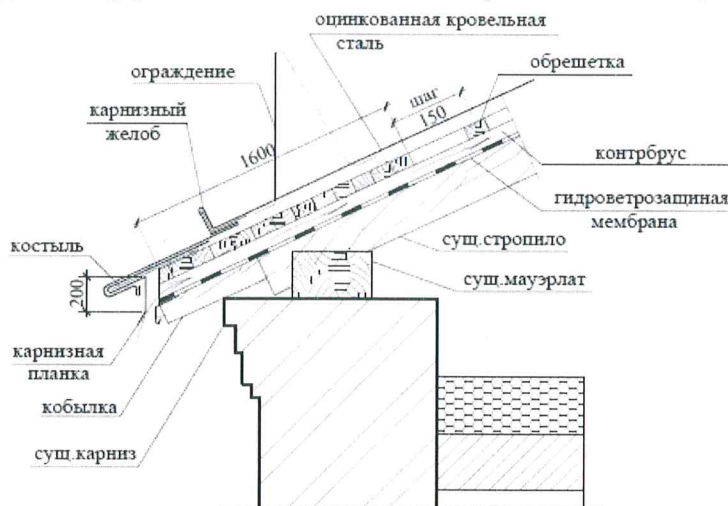 оцинкованная кровельная
сталь
ограждение
обрешетка
карнизный
желоб
шаг
150
1600
контрбрус
гидроветрозащиная
мембрана
костыль
сущ.стропило
200
сущ.мауэрлат
карнизная
планка
кобылка
сущ.карниз